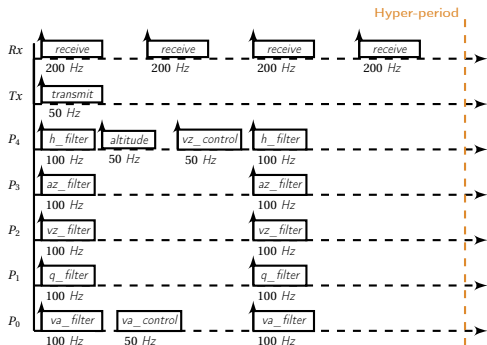 Hyper-period
Rx receive receive receive receive
200 Hz 200 Hz 200 Hz 200 Hz
Tx transmit
50 Hz
P4 h_filter altitude vz_control h_filter
100 Hz 50 Hz 50 Hz 100 Hz
P3 az_filter az_filter
100 Hz 100 Hz
P2 vz_filter vz_filter
100 Hz 100 Hz
P1 q_filter q_filter
100 Hz 100 Hz
P0 va_filter va_control va_filter
100 Hz 50 Hz 100 Hz